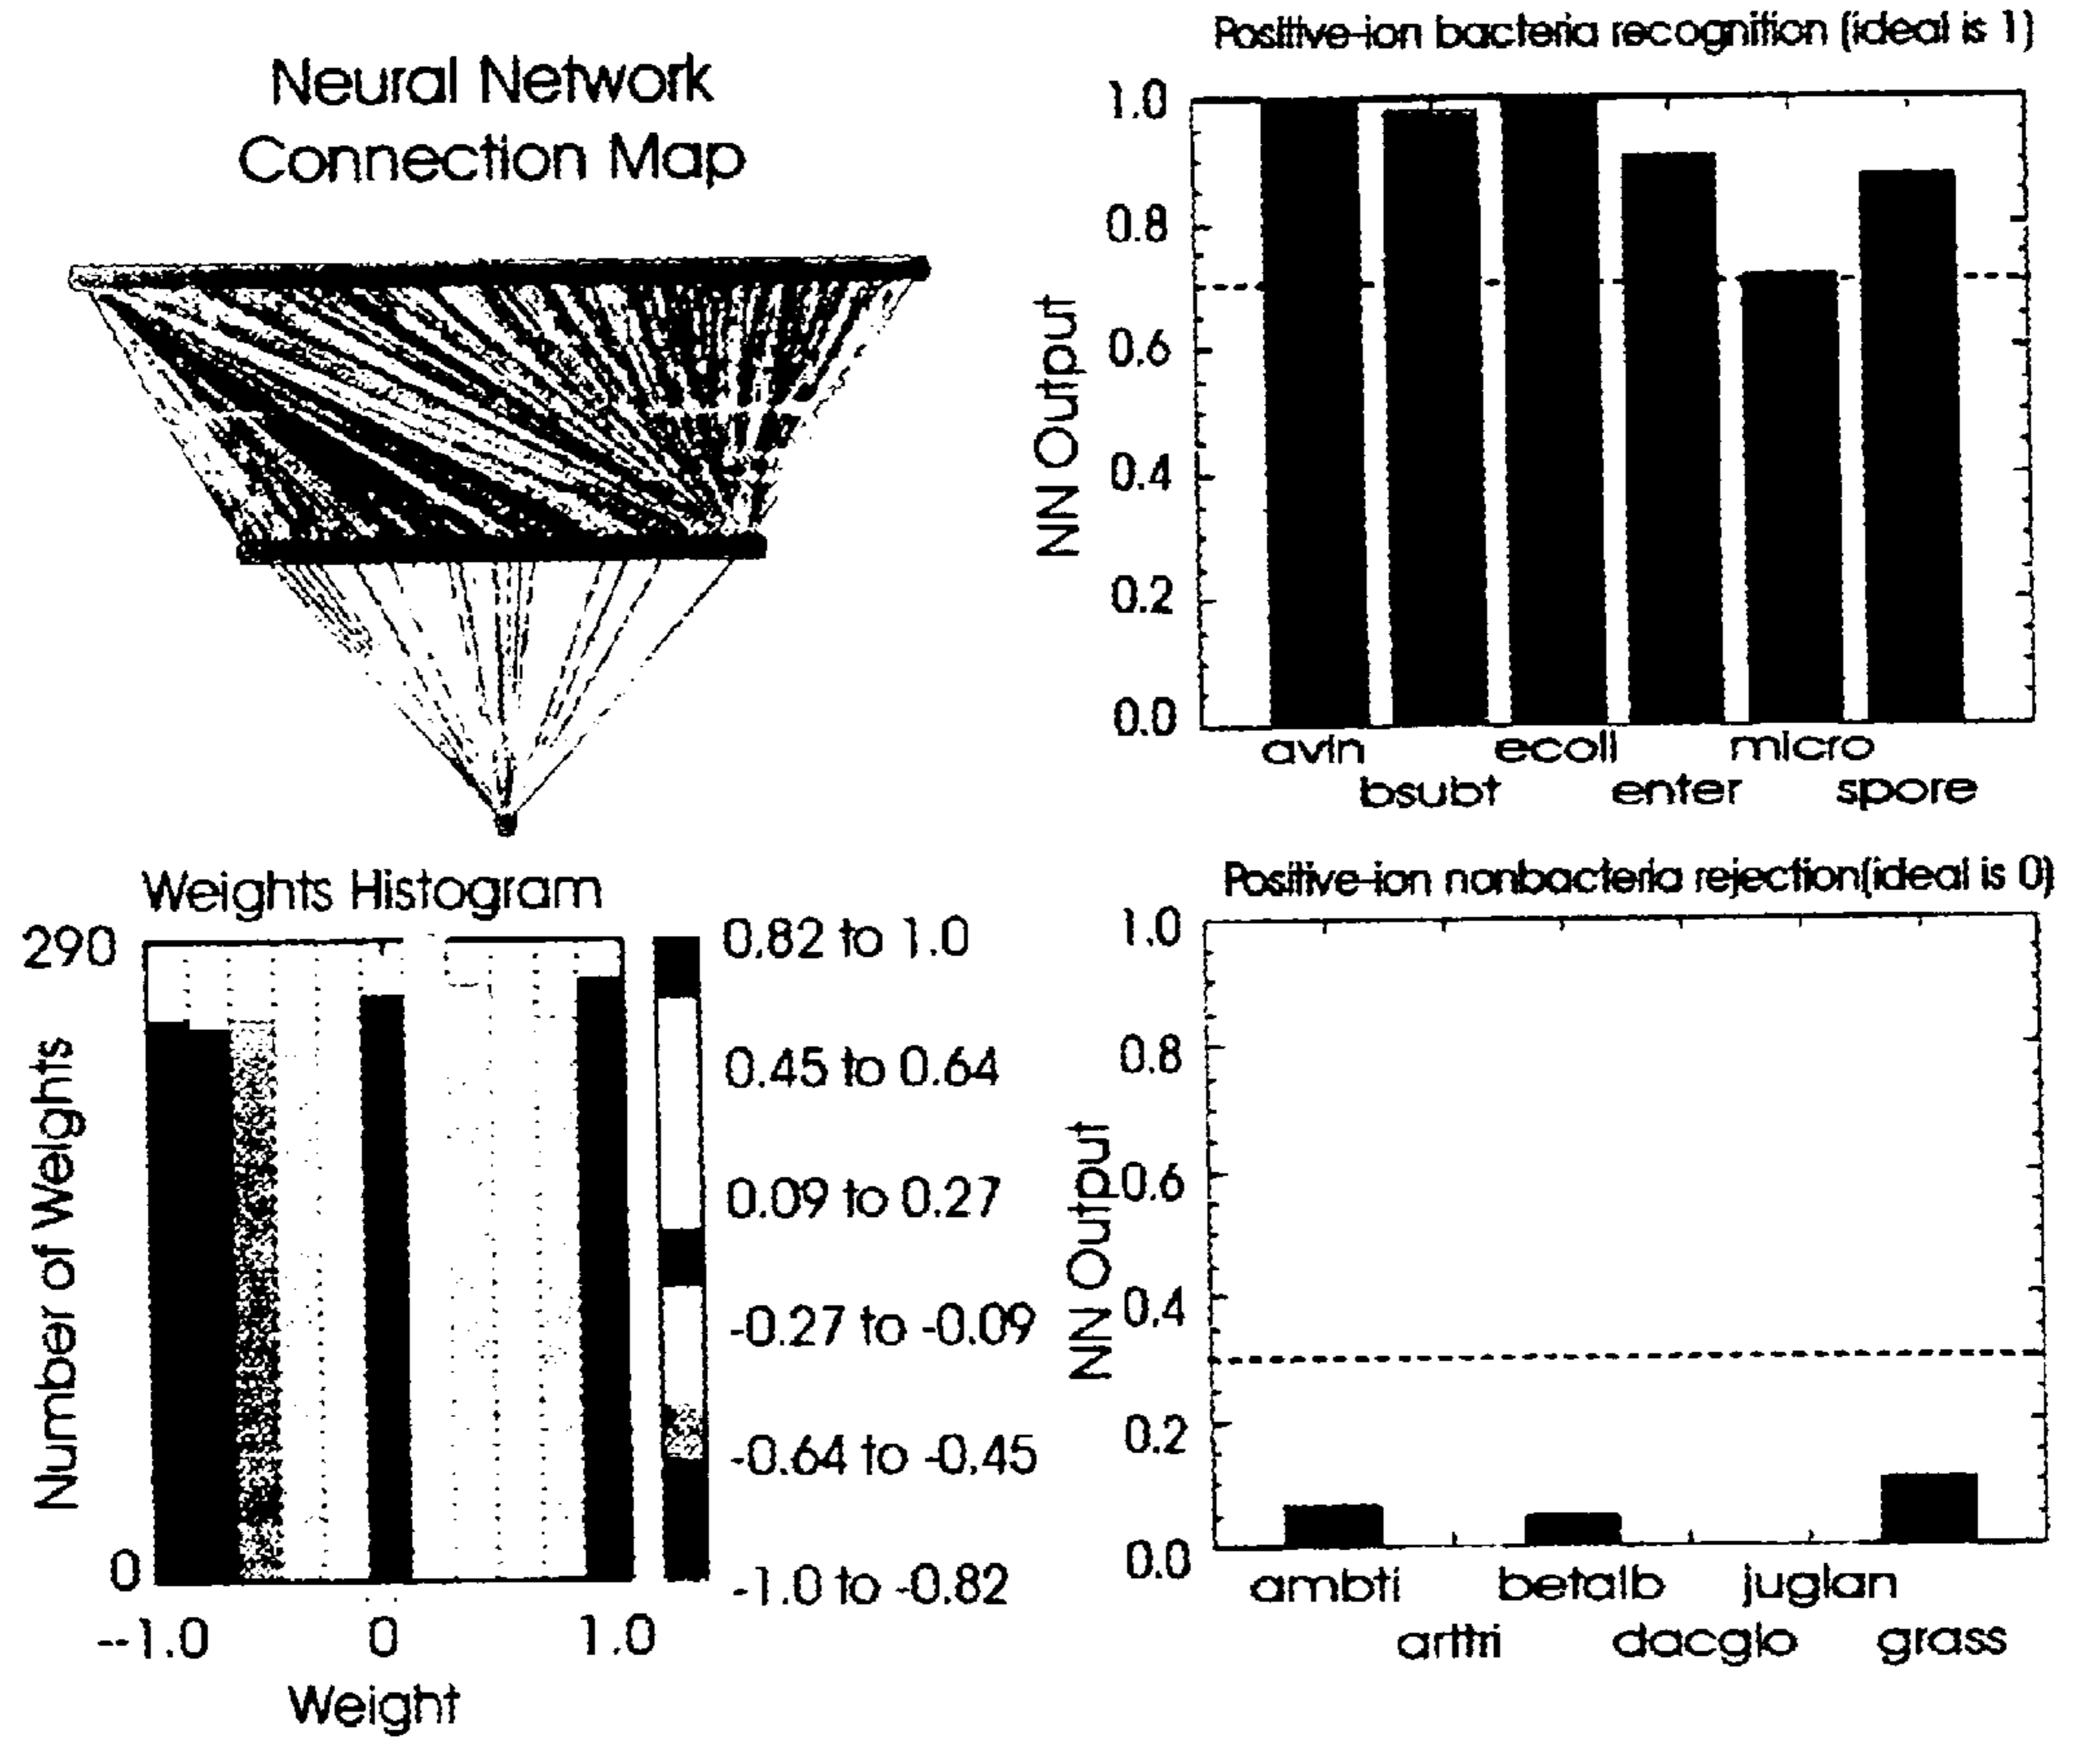 Neural Network
Connection Map
Positive-ion bacteria recognition (ideal is 1)
1.0
0.8
0.6
0.4
0.2
0.0
NN Output
avin
bsubt
ecoli
enter
micro
spore
Weights Histogram
290
0
Number of Weights
--1.0
0
1.0
Weight
0.82 to 1.0
0.45 to 0.64
0.09 to 0.27
-0.27 to -0.09
-0.64 to -0.45
-1.0 to -0.82
Positive-ion nonbacteria rejection(ideal is 0)
1.0
0.8
0.6
0.4
0.2
0.0
NN Output
ambti
arttri
betalb
dacglo
juglan
grass